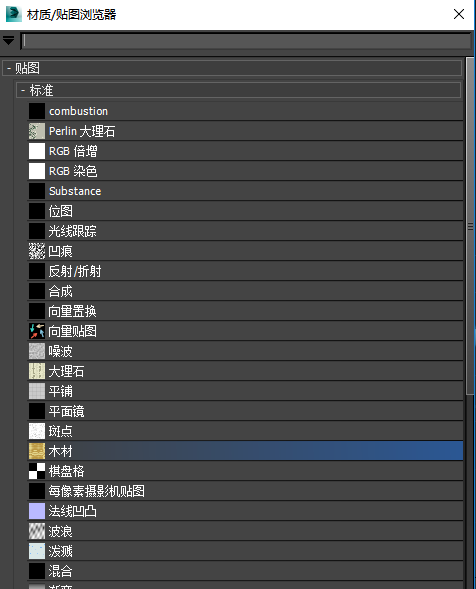 材质/贴图浏览器
- 贴图
- 标准
combustion
Perlin 大理石
RGB 倍增
RGB 染色
Substance
位图
光线跟踪
凹痕
反射/折射
合成
向量置换
向量贴图
噪波
大理石
平铺
平面镜
斑点
木材
棋盘格
每像素摄影机贴图
法线凹凸
波浪
泼溅
混合
渐变